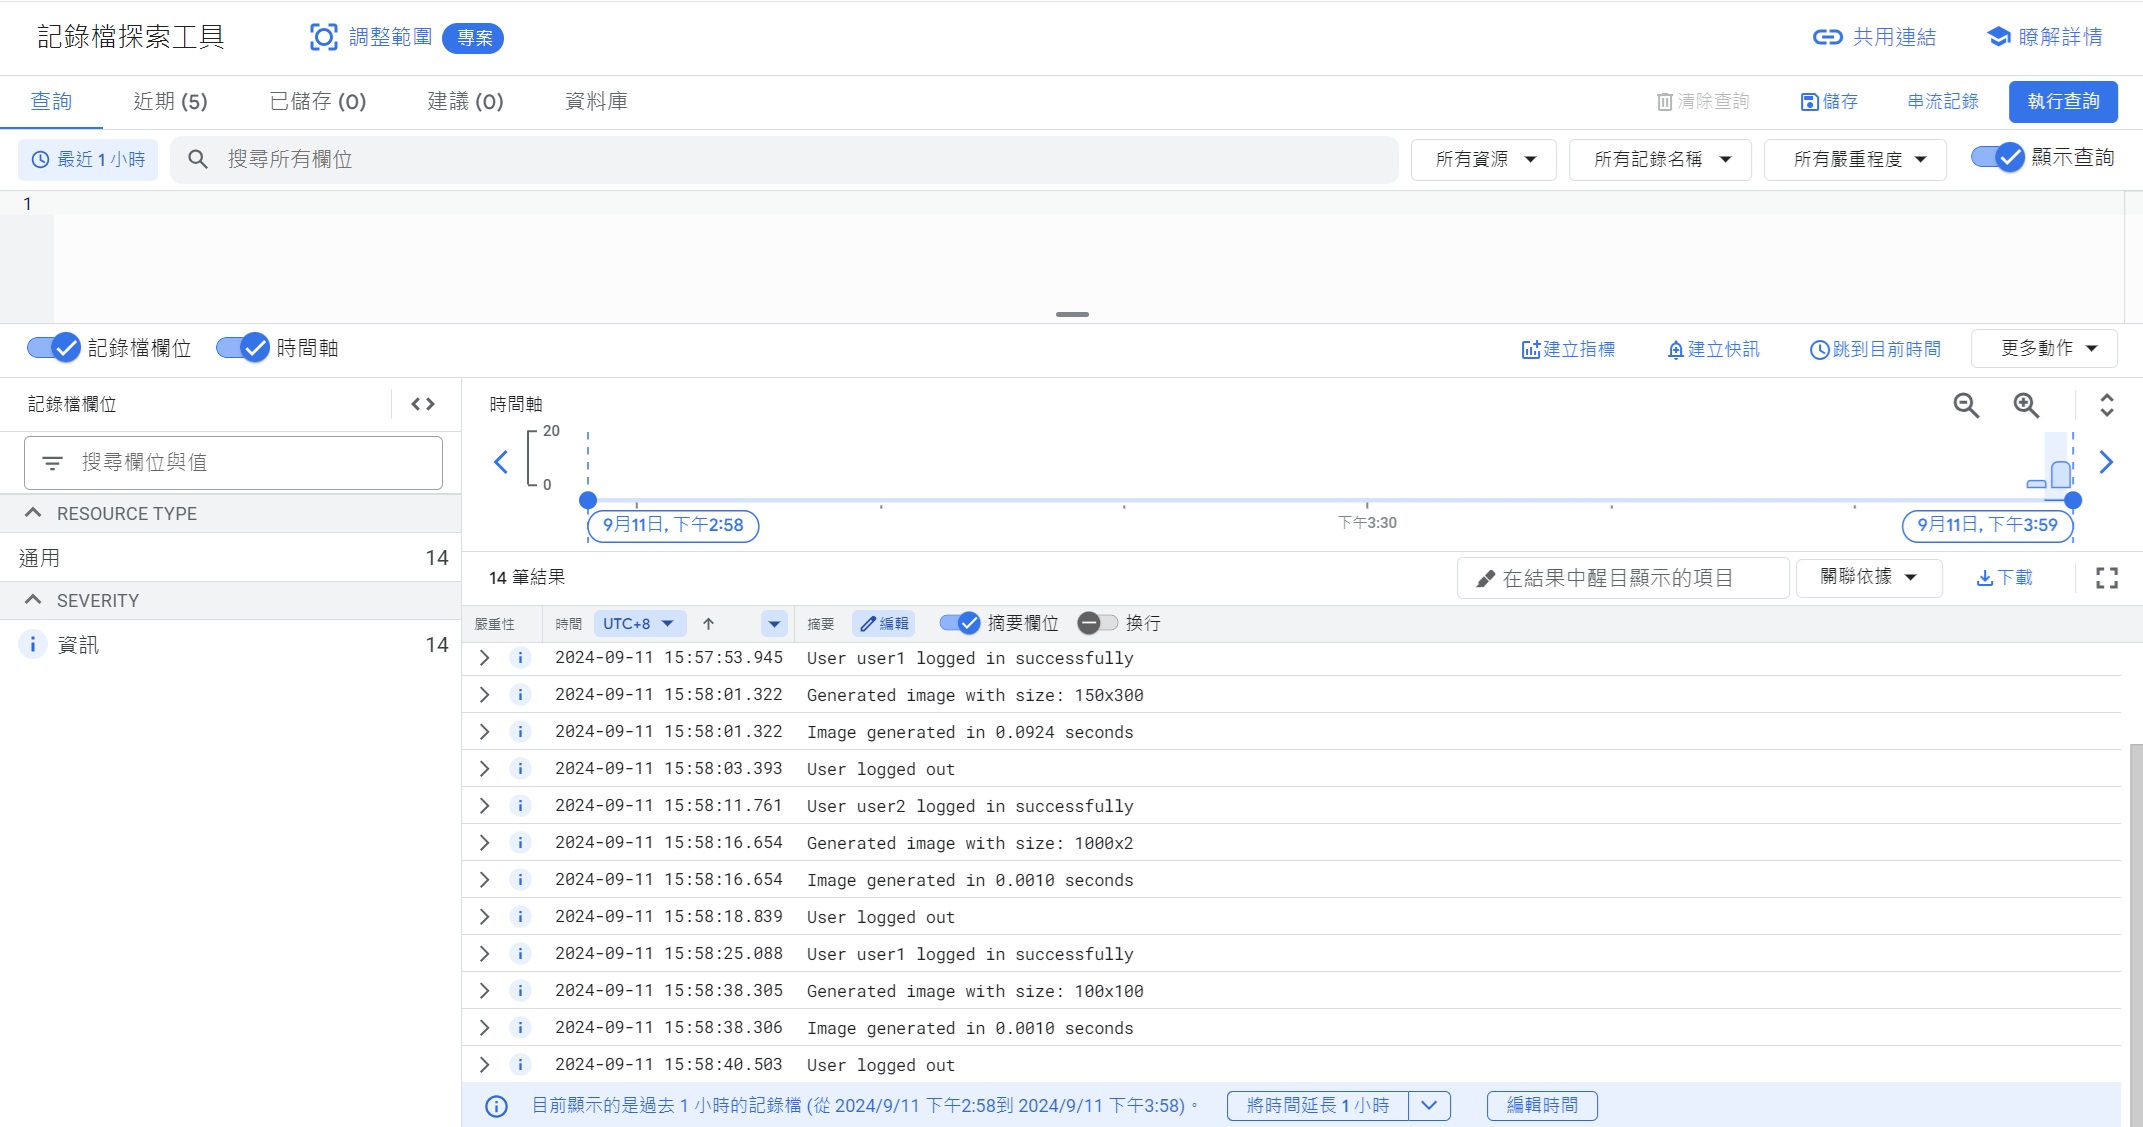 記錄檔探索工具 調整範圍 專案 共用連結 瞭解詳情
查詢 近期 (5) 已儲存 (0) 建議 (0) 資料庫 清除查詢 儲存 串流記錄 執行查詢
最近 1 小時 搜尋所有欄位 所有資源 所有記錄名稱 所有嚴重程度 顯示查詢
1
記錄檔欄位 時間軸 建立指標 建立快訊 跳到目前時間 更多動作
記錄檔欄位
搜尋欄位與值
RESOURCE TYPE
通用 14
SEVERITY
資訊 14
時間軸
20
0
9月11日, 下午2:58 下午3:30 9月11日, 下午3:59
14 筆結果 在結果中醒目顯示的項目 關聯依據 下載
嚴重性 時間 UTC+8 摘要 編輯 摘要欄位 換行
2024-09-11 15:57:53.945 User user1 logged in successfully
2024-09-11 15:58:01.322 Generated image with size: 150x300
2024-09-11 15:58:01.322 Image generated in 0.0924 seconds
2024-09-11 15:58:03.393 User logged out
2024-09-11 15:58:11.761 User user2 logged in successfully
2024-09-11 15:58:16.654 Generated image with size: 1000x2
2024-09-11 15:58:16.654 Image generated in 0.0010 seconds
2024-09-11 15:58:18.839 User logged out
2024-09-11 15:58:25.088 User user1 logged in successfully
2024-09-11 15:58:38.305 Generated image with size: 100x100
2024-09-11 15:58:38.306 Image generated in 0.0010 seconds
2024-09-11 15:58:40.503 User logged out
目前顯示的是過去 1 小時的記錄檔 (從 2024/9/11 下午2:58到 2024/9/11 下午3:58)。 將時間延長 1 小時 編輯時間